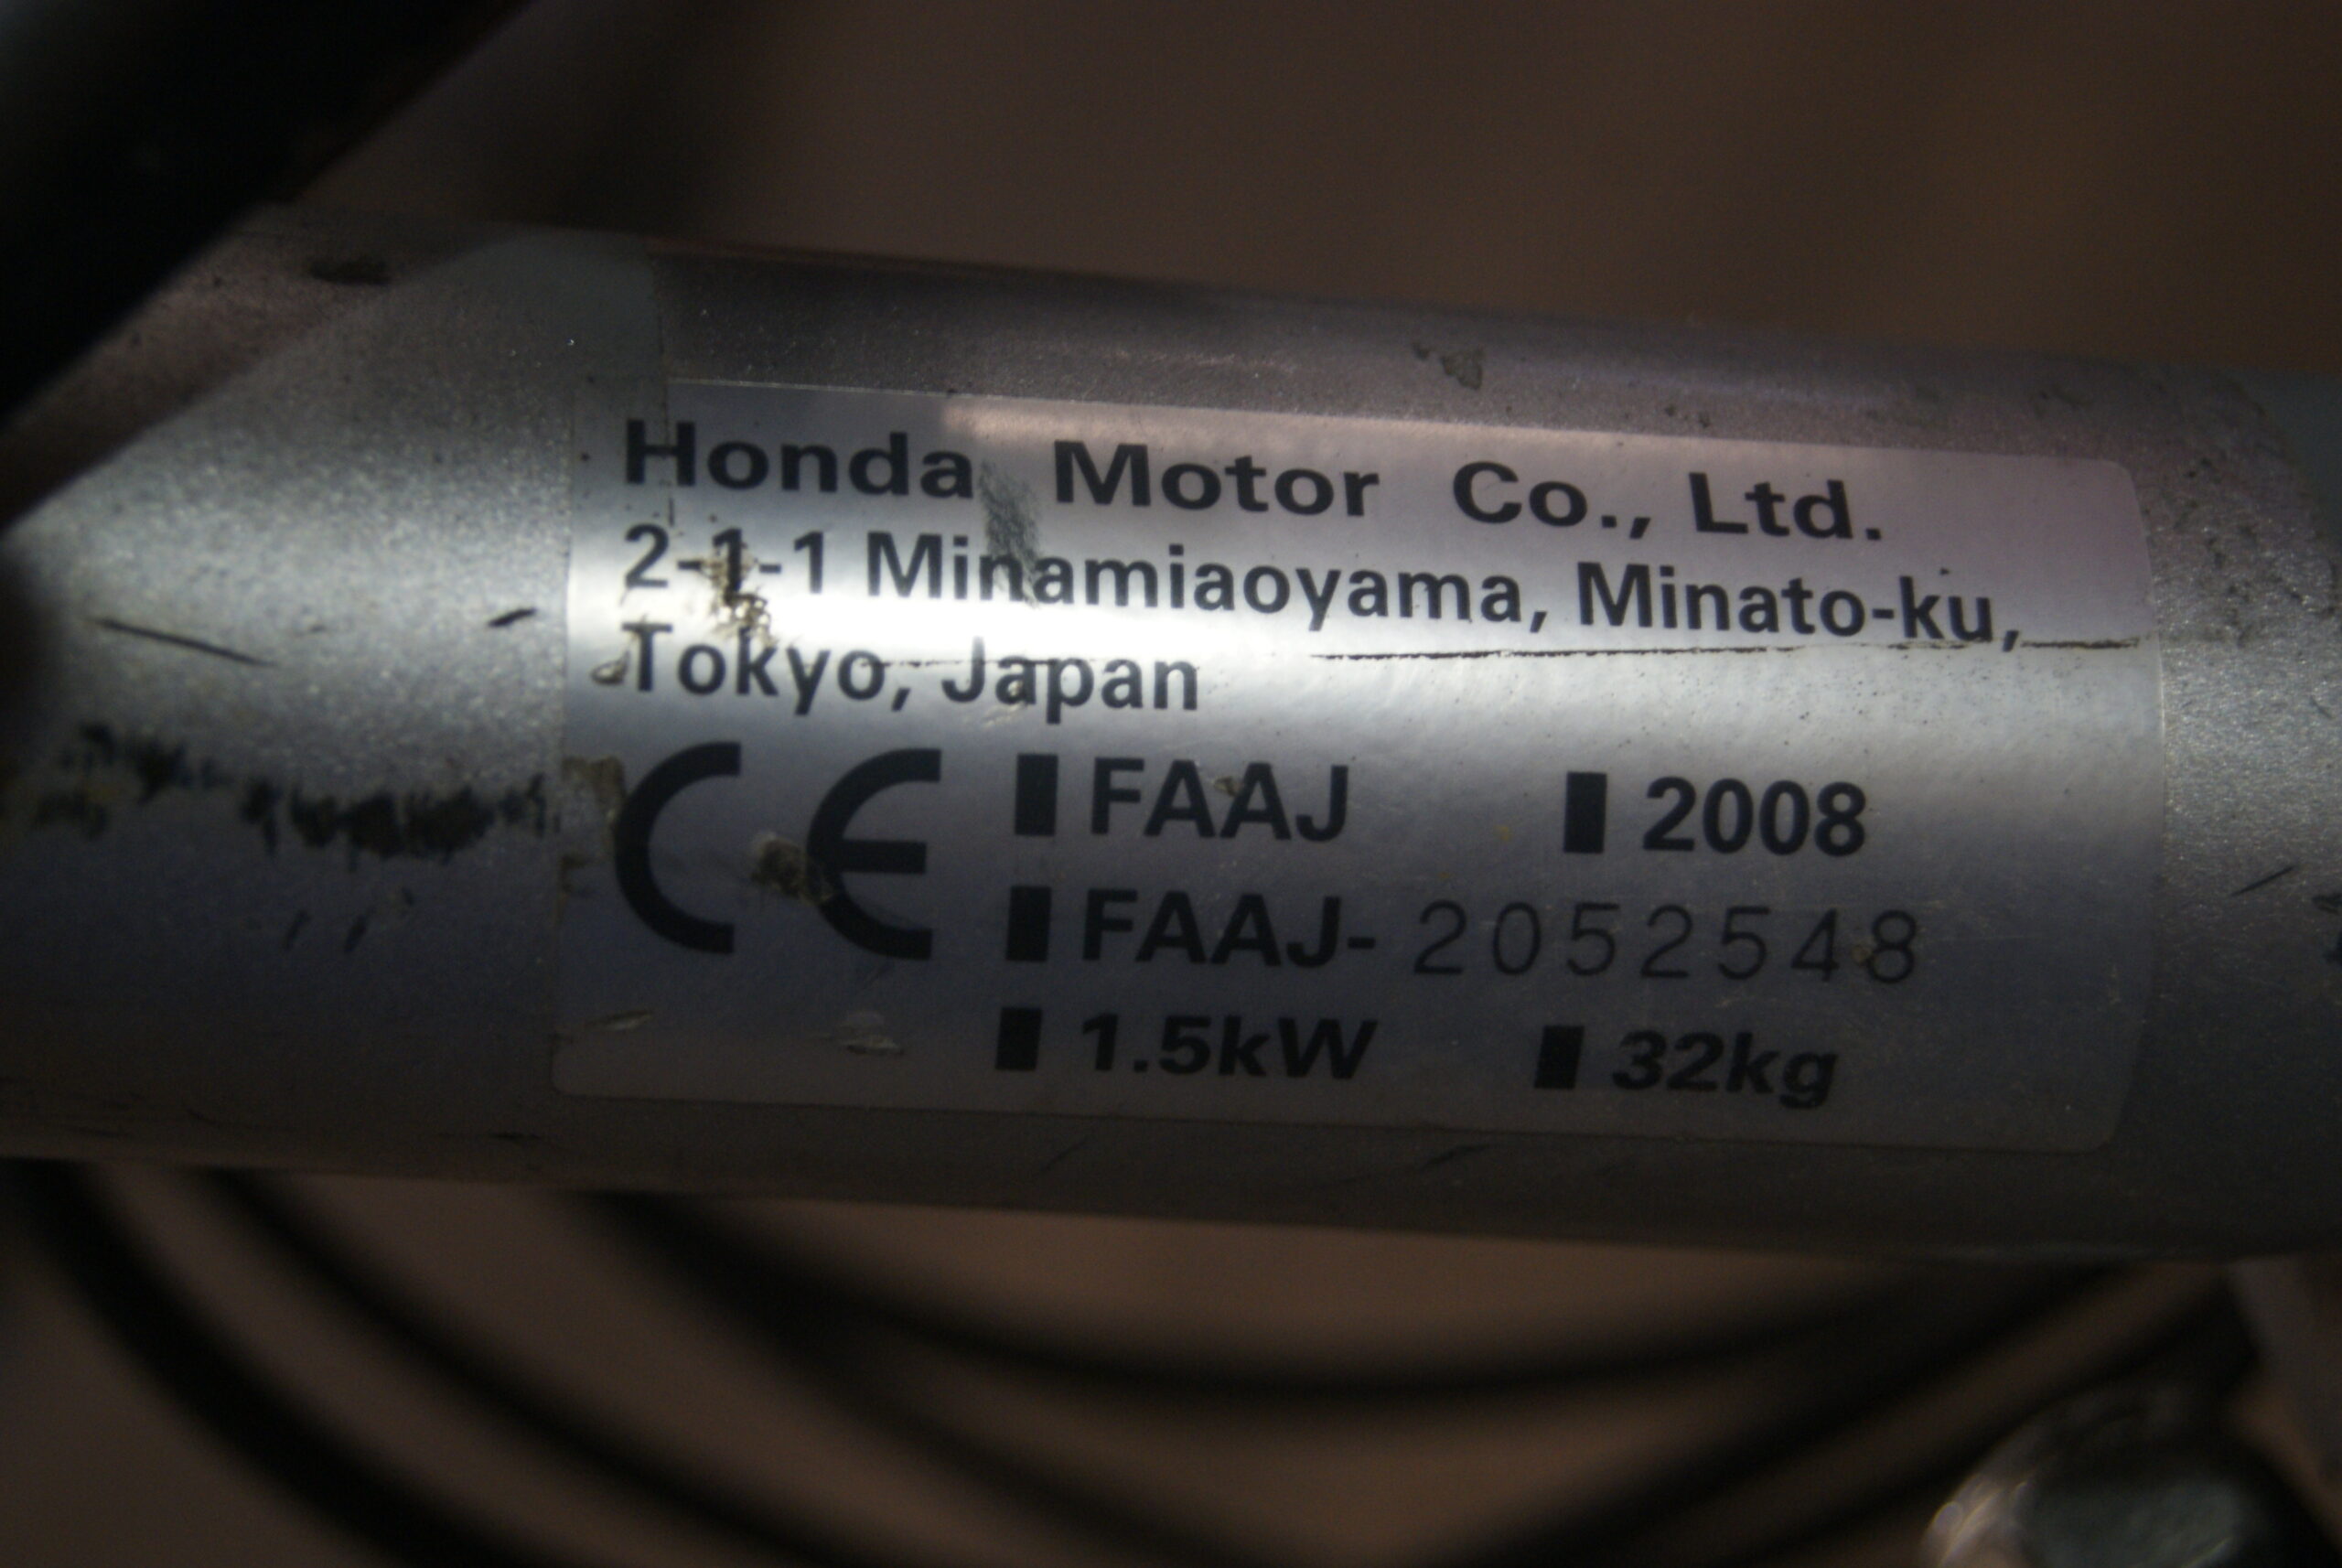 Honda Motor Co., Ltd.
2-1-1 Minamiaoyama, Minato-ku,
Tokyo, Japan
CE FAAJ 2008
FAAJ-2052548
1.5kW 32kg